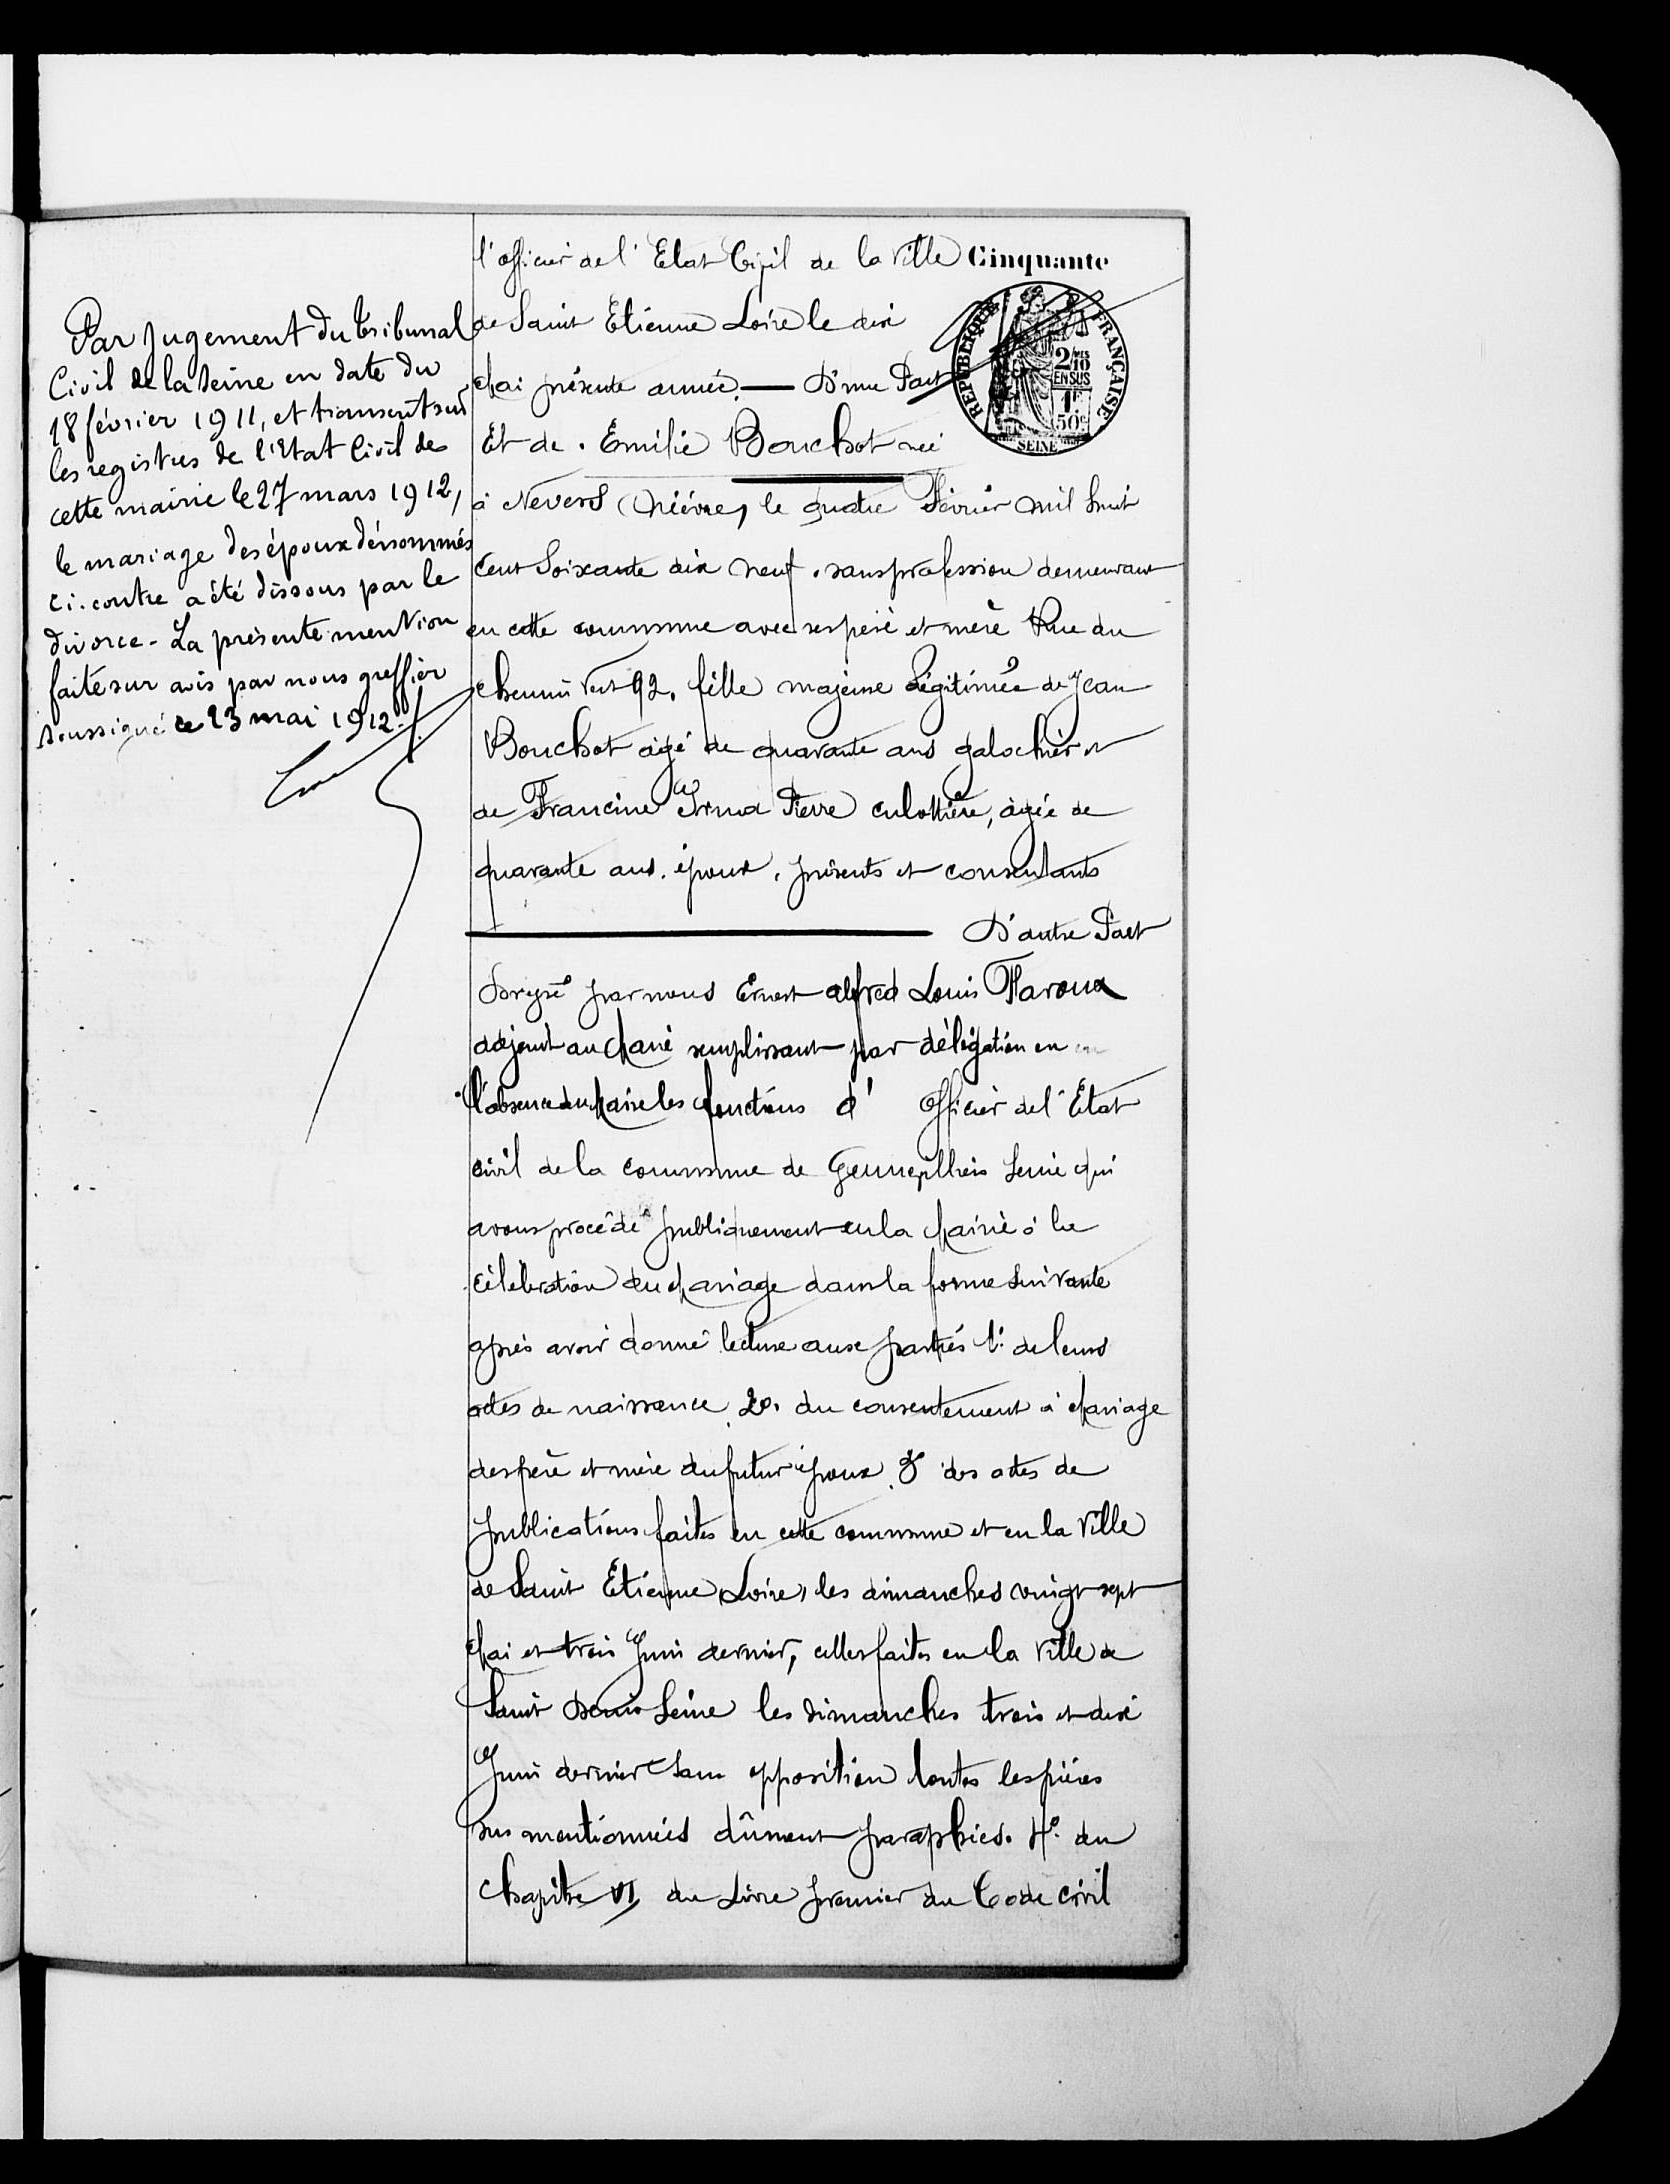 Par Jugement du Tribunal
Civil de la Seine en date du
18 février 1911, et transcrit sur
les registres de l'Etat Civil de
cette mairie le 27 mars 1912,
le mariage des époux dénommés
ci-contre a été dissous par le
divorce - La présente mention
faite sur avis par nous greffier
soussigné ce 13 mai 1912.
Cinquante
REPUBLIQUE FRANÇAISE
2/10 EN SUS
1F 50c
SEINE
l'officier de l'Etat Civil de la Ville
de Saint Etienne Loire le dix
Mai présente année. — D'une Part
Et de . Emilie Bouchot née
à Nevers (Nièvre) le quatre Février mil huit
Cent Soixante dix neuf . sans profession demeurant
en cette commune avec ses père et mère Rue du
Chemin Vert 92. fille majeure Légitimée de Jean
Bouchot âgé de quarante ans galochier et
de Francine Irma Pierre culottière, âgée de
quarante ans. époux, présents et consentants
D'autre Part
Dressé par nous Ernest Alfred Louis Paroux
adjoint au Maire remplissant par délégation en
l'absence du Maire les fonctions d' Officier de l'Etat
civil de la commune de Gennevilliers Seine qui
avons procédé publiquement en la Mairie à la
célébration du Mariage dans la forme suivante
après avoir donné lecture aux parties 1° de leurs
actes de naissance 2o. du consentement à Mariage
des père et mère du futur époux. 3° des actes de
publications faites en cette commune et en la Ville
de Saint Etienne (Loire) les dimanches vingt sept
Mai et trois Juin dernier, celles faites en la Ville de
Saint Denis Seine les dimanches trois et dix
Juin dernier sans opposition toutes les pièces
sus mentionnées dûment paraphées. 4° du
Chapitre VI du Livre premier du Code Civil